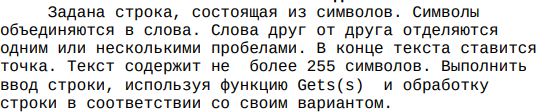 Задана строка, состоящая из символов. Символы
объединяются в слова. Слова друг от друга отделяются
одним или несколькими пробелами. В конце текста ставится
точка. Текст содержит не  более 255 символов. Выполнить
ввод строки, используя функцию Gets(s)  и обработку
строки в соответствии со своим вариантом.